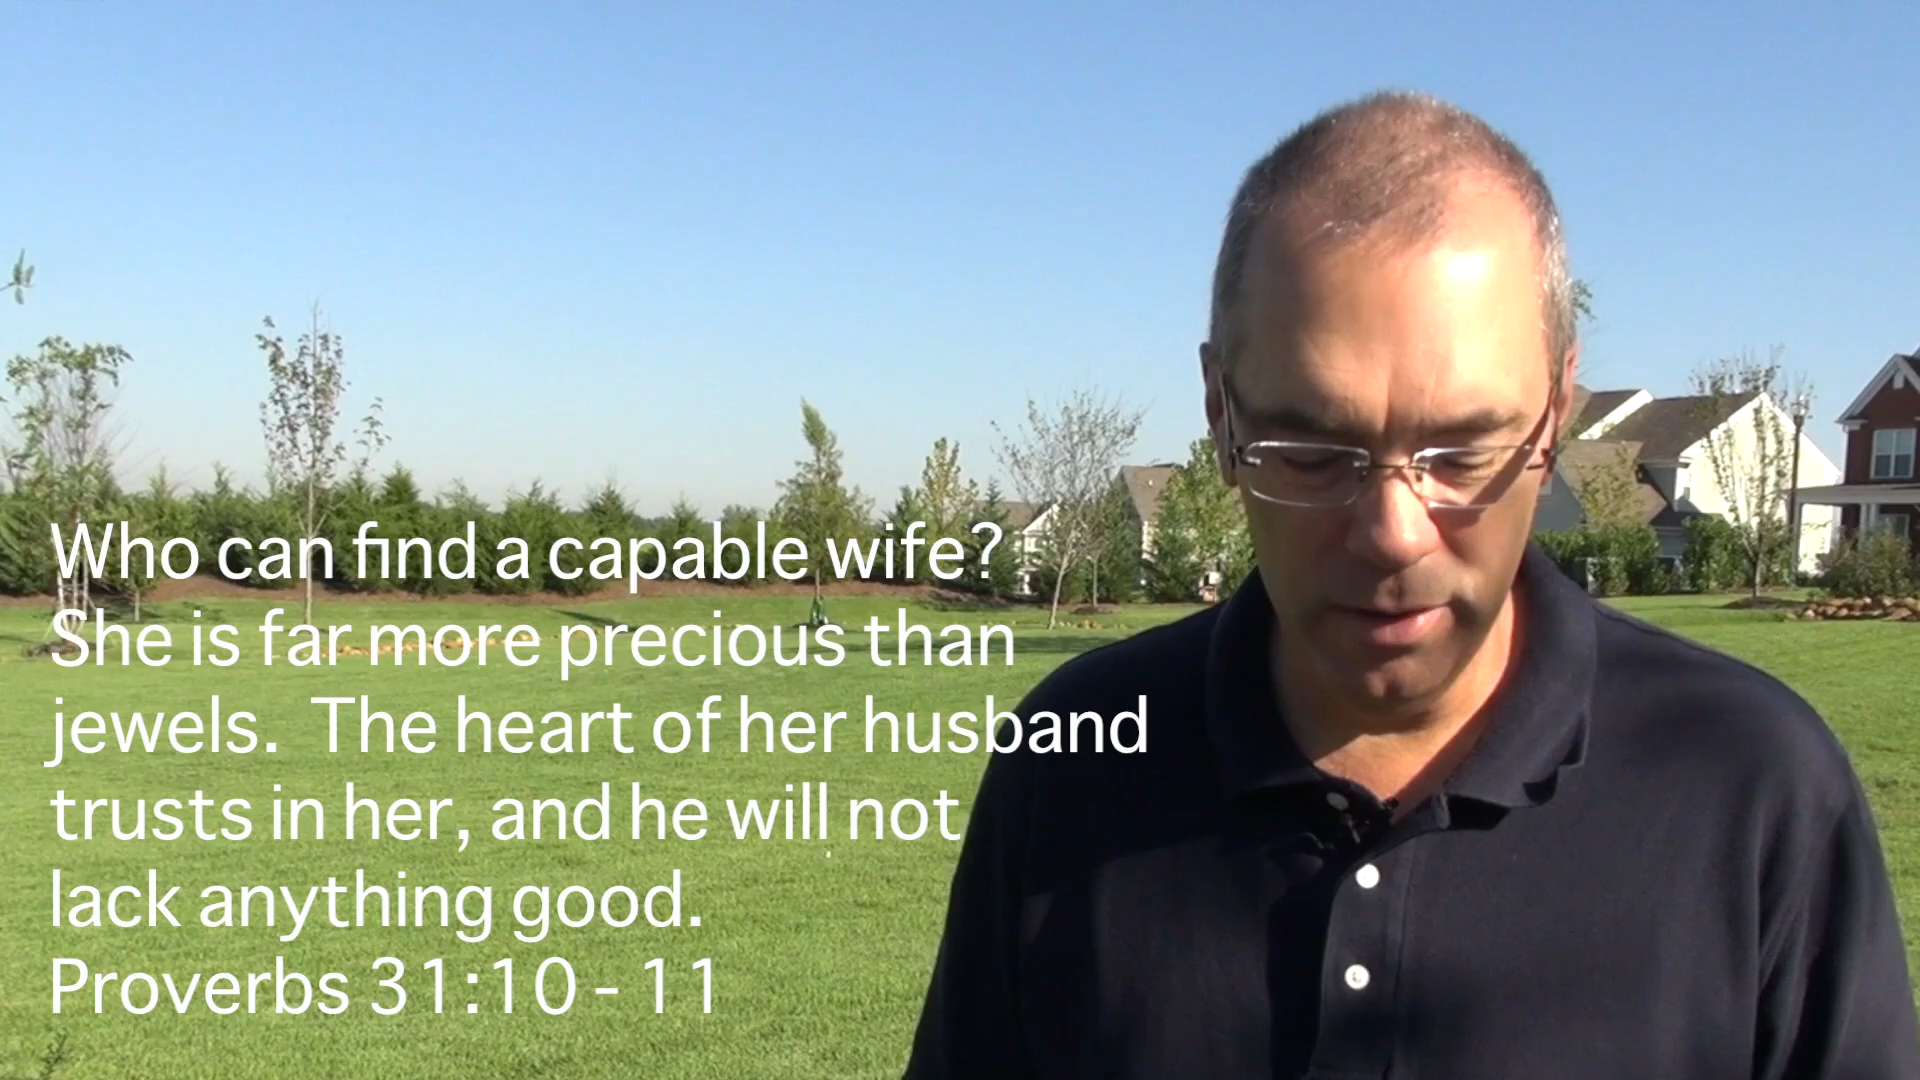 Who can find a capable wife?
She is far more precious than
jewels.  The heart of her husband
trusts in her, and he will not
lack anything good.
Proverbs 31:10 - 11